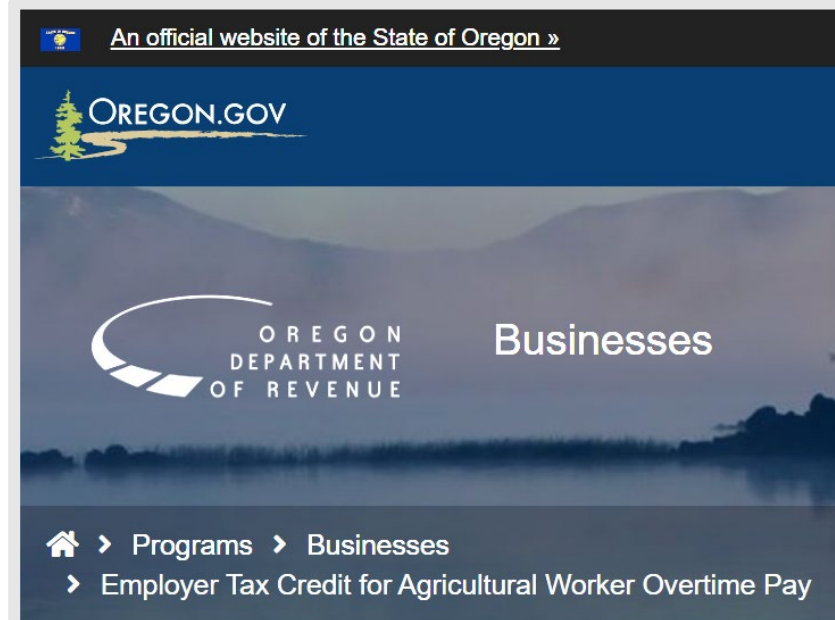 An official website of the State of Oregon »
OREGON.GOV
OREGON
DEPARTMENT
OF REVENUE
Businesses
Programs > Businesses
> Employer Tax Credit for Agricultural Worker Overtime Pay